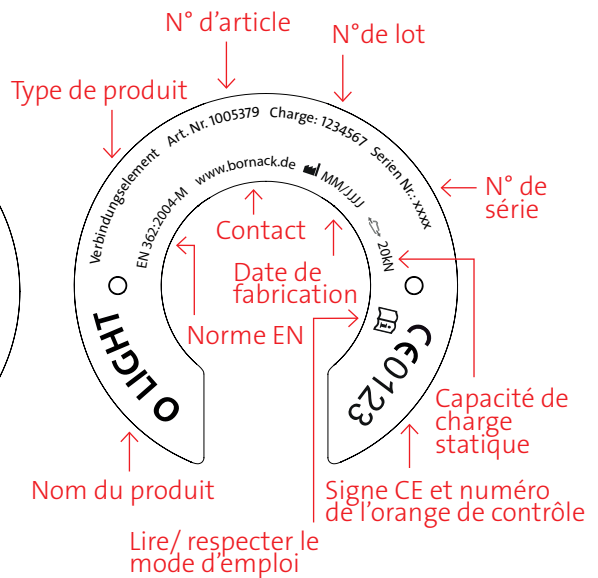 N° d'article
N°de lot
Type de produit
Verbindungselement Art. Nr. 1005379 Charge: 1234567 Serien Nr.: xxxx
EN 362:2004-M www.bornack.de MM/JJJJ 20kN
N° de
série
Contact
Date de
fabrication
Norme EN
O LIGHT
CE0123
Capacité de
charge
statique
Nom du produit
Signe CE et numéro
de l'orange de contrôle
Lire/ respecter le
mode d'emploi